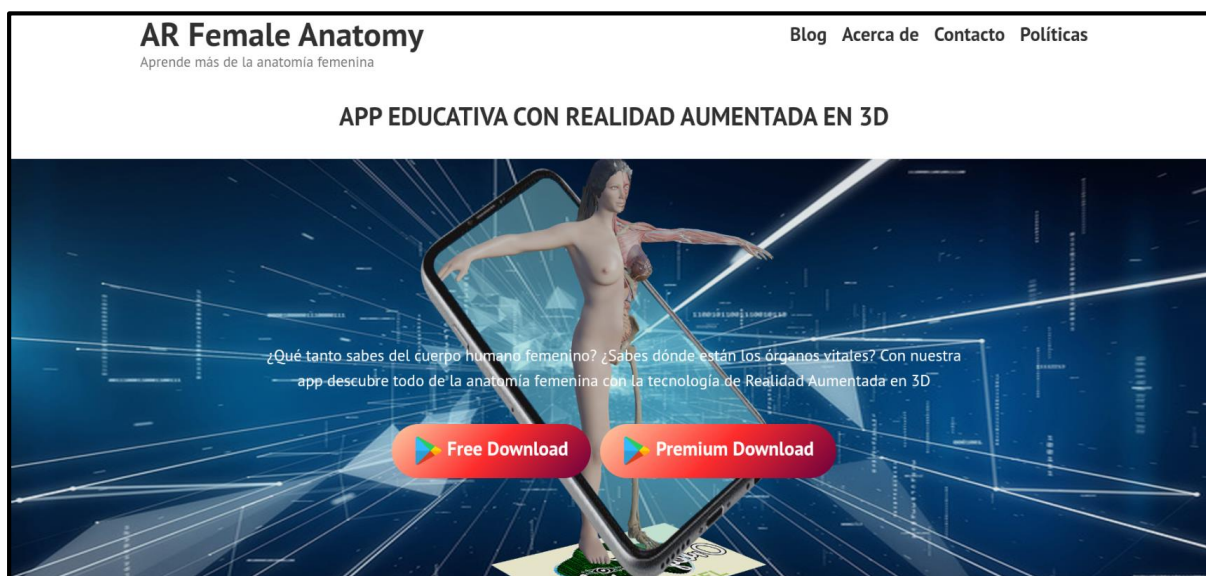 AR Female Anatomy
Aprende más de la anatomía femenina
Blog Acerca de Contacto Políticas
APP EDUCATIVA CON REALIDAD AUMENTADA EN 3D
¿Qué tanto sabes del cuerpo humano femenino? ¿Sabes dónde están los órganos vitales? Con nuestra
app descubre todo de la anatomía femenina con la tecnología de Realidad Aumentada en 3D
Free Download
Premium Download